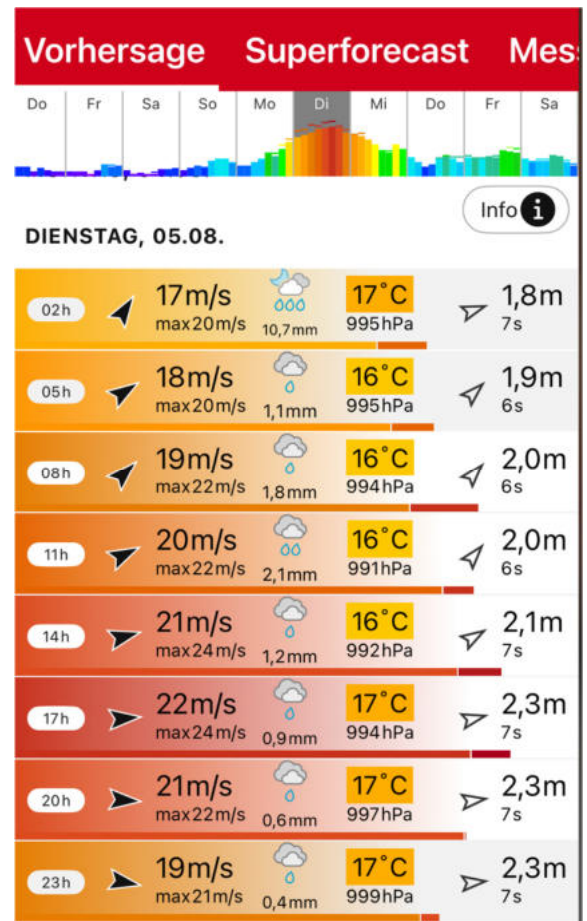 Vorhersage Superforecast Mes
Do Fr Sa So Mo Di Mi Do Fr Sa
Info i
DIENSTAG, 05.08.
02h 17m/s 17°C 1,8m
max20m/s 10,7mm 995hPa 7s
05h 18m/s 16°C 1,9m
max20m/s 1,1mm 995hPa 6s
08h 19m/s 16°C 2,0m
max22m/s 1,8mm 994hPa 6s
11h 20m/s 16°C 2,0m
max22m/s 2,1mm 991hPa 6s
14h 21m/s 16°C 2,1m
max24m/s 1,2mm 992hPa 7s
17h 22m/s 17°C 2,3m
max24m/s 0,9mm 994hPa 7s
20h 21m/s 17°C 2,3m
max22m/s 0,6mm 997hPa 7s
23h 19m/s 17°C 2,3m
max21m/s 0,4mm 999hPa 7s